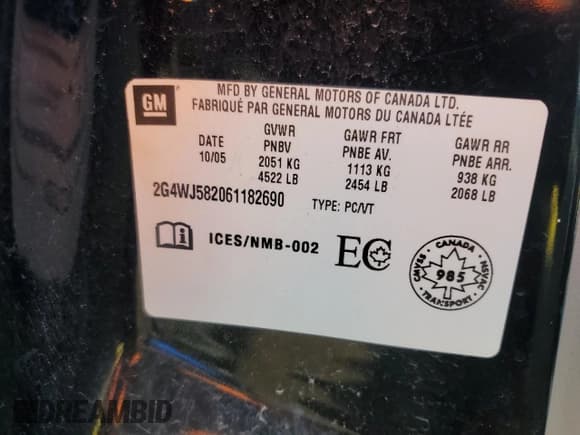 GM
MFD BY GENERAL MOTORS OF CANADA LTD.
FABRIQUÉ PAR GENERAL MOTORS DU CANADA LTÉE
DATE GVWR GAWR FRT GAWR RR
PNBV PNBE AV. PNBE ARR.
10/05 2051 KG 1113 KG 938 KG
4522 LB 2454 LB 2068 LB
2G4WJ582061182690 TYPE: PC/VT
ICES/NMB-002 EC
CANADA
CMVSS 985 NSVAC
TRANSPORT
DREAMBID